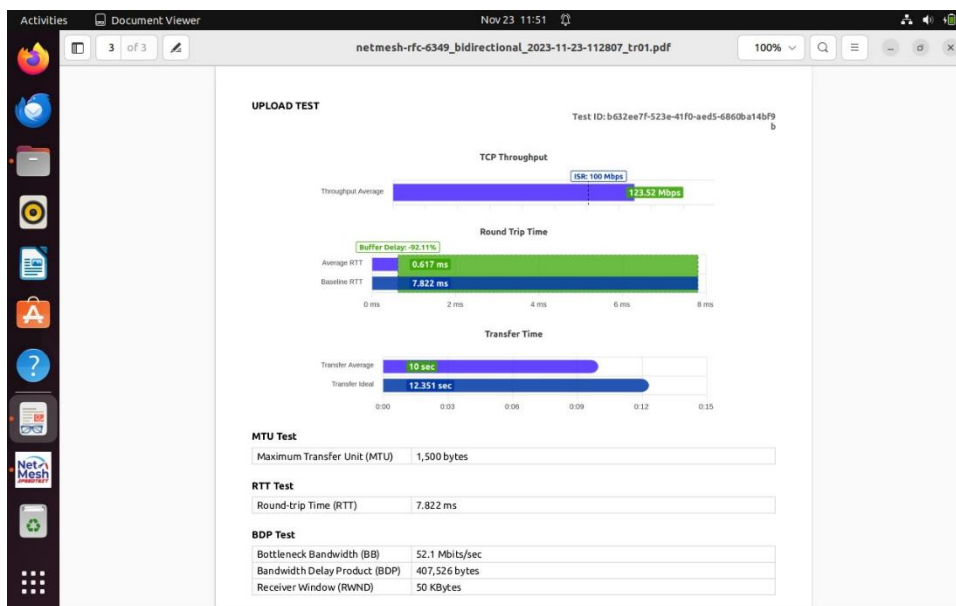 Activities Document Viewer Nov 23 11:51
3 of 3 netmesh-rfc-6349_bidirectional_2023-11-23-112807_tr01.pdf 100%
UPLOAD TEST
Test ID: b632ee7f-523e-41f0-aed5-6860ba14bf9
b
TCP Throughput
ISR: 100 Mbps
Throughput Average 123.52 Mbps
Round Trip Time
Buffer Delay: -92.11%
Average RTT 0.617 ms
Baseline RTT 7.822 ms
0 ms 2 ms 4 ms 6 ms 8 ms
Transfer Time
Transfer Average 10 sec
Transfer Ideal 12.351 sec
0:00 0:03 0:06 0:09 0:12 0:15
MTU Test
Maximum Transfer Unit (MTU) 1,500 bytes
RTT Test
Round-trip Time (RTT) 7.822 ms
BDP Test
Bottleneck Bandwidth (BB) 52.1 Mbits/sec
Bandwidth Delay Product (BDP) 407,526 bytes
Receiver Window (RWND) 50 KBytes
Net
Mesh
SPEEDTEST